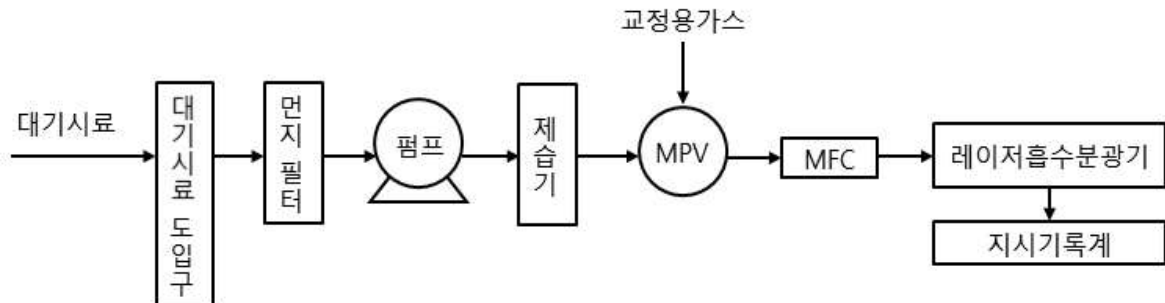 교정용가스
대기시료
대기시료 도입구
먼지 필터
펌프
제습기
MPV
MFC
레이저흡수분광기
지시기록계